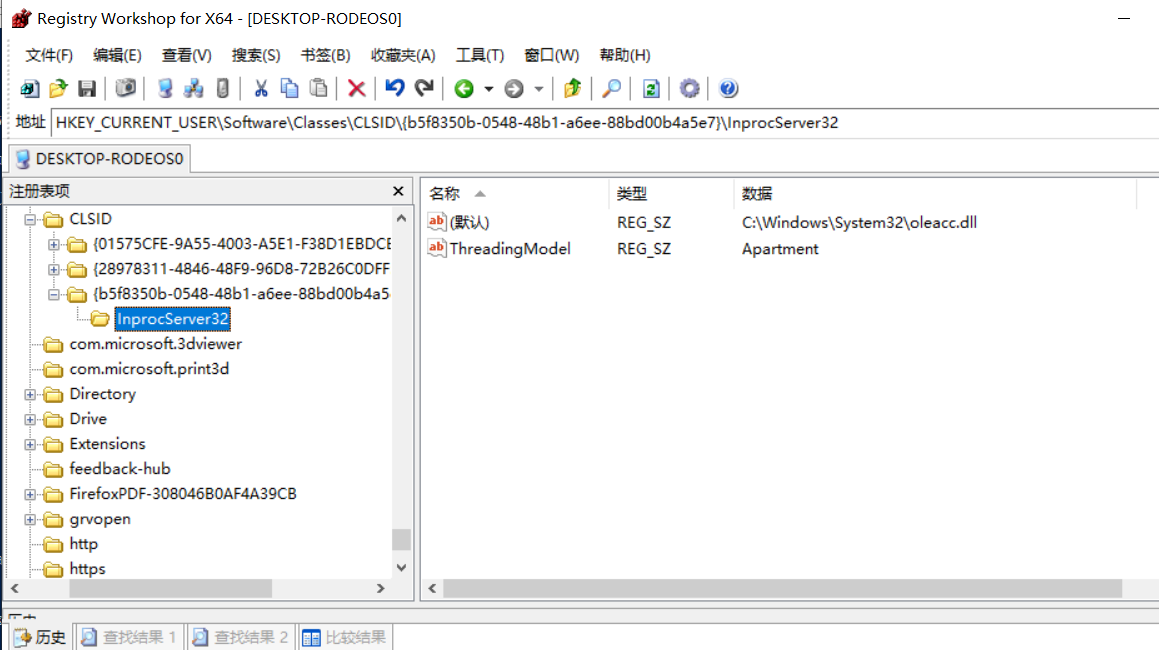 Registry Workshop for X64 - [DESKTOP-RODEOS0]
文件(F) 编辑(E) 查看(V) 搜索(S) 书签(B) 收藏夹(A) 工具(T) 窗口(W) 帮助(H)
地址 HKEY_CURRENT_USER\Software\Classes\CLSID\{b5f8350b-0548-48b1-a6ee-88bd00b4a5e7}\InprocServer32
DESKTOP-RODEOS0
注册表项
CLSID
{01575CFE-9A55-4003-A5E1-F38D1EBDCE
{28978311-4846-48F9-96D8-72B26C0DFF
{b5f8350b-0548-48b1-a6ee-88bd00b4a5
InprocServer32
com.microsoft.3dviewer
com.microsoft.print3d
Directory
Drive
Extensions
feedback-hub
FirefoxPDF-308046B0AF4A39CB
grvopen
http
https
名称 类型 数据
(默认) REG_SZ C:\Windows\System32\oleacc.dll
ThreadingModel REG_SZ Apartment
历史
历史 查找结果 1 查找结果 2 比较结果